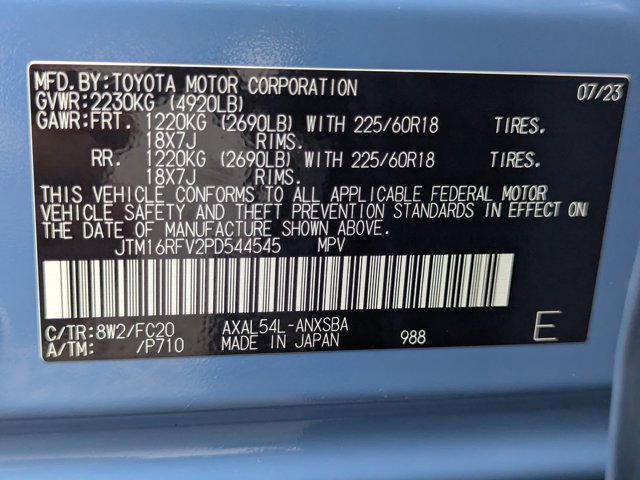 MFD.BY:TOYOTA MOTOR CORPORATION 07/23
GVWR:2230KG (4920LB)
GAWR:FRT. 1220KG (2690LB) WITH 225/60R18 TIRES.
18X7J RIMS.
RR. 1220KG (2690LB) WITH 225/60R18 TIRES.
18X7J RIMS.
THIS VEHICLE CONFORMS TO ALL APPLICABLE FEDERAL MOTOR
VEHICLE SAFETY AND THEFT PREVENTION STANDARDS IN EFFECT ON
THE DATE OF MANUFACTURE SHOWN ABOVE.
JTM16RFV2PD544545 MPV
C/TR:8W2/FC20 AXAL54L-ANXSBA
A/TM: /P710 MADE IN JAPAN 988 E